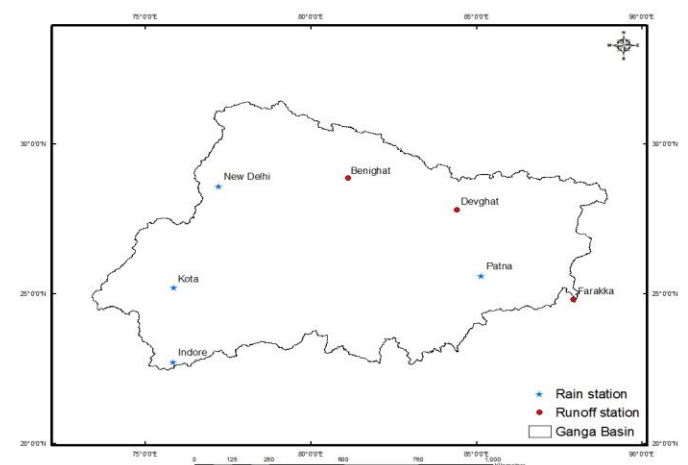 75°0'0"E 80°0'0"E 85°0'0"E 90°0'0"E
N
W E
S
30°0'0"N 30°0'0"N
Benighat
New Delhi
Devghat
Patna
Kota
Farakka
25°0'0"N 25°0'0"N
Indore
Rain station
Runoff station
Ganga Basin
20°0'0"N 20°0'0"N
75°0'0"E 80°0'0"E 85°0'0"E 90°0'0"E
0 125 250 500 750 1,000
Kilometers